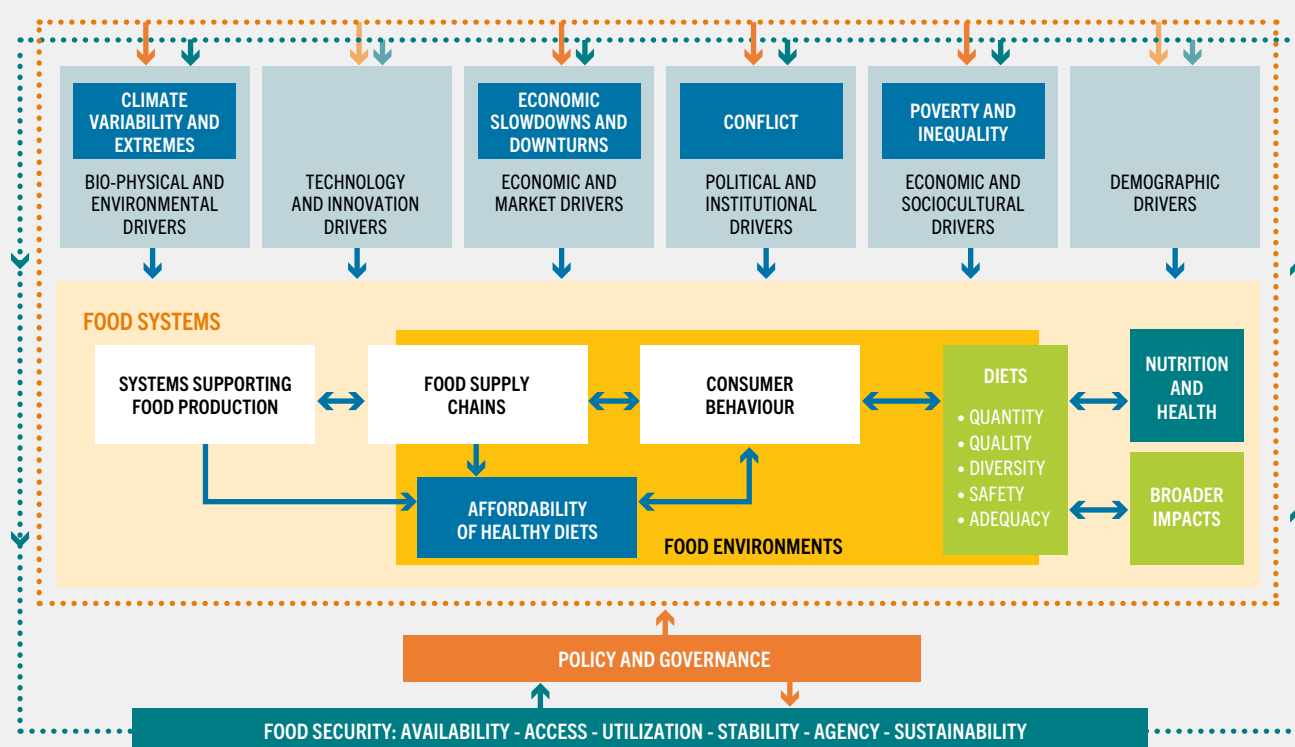 CLIMATE
VARIABILITY AND
EXTREMES
BIO-PHYSICAL AND
ENVIRONMENTAL
DRIVERS
TECHNOLOGY
AND INNOVATION
DRIVERS
ECONOMIC
SLOWDOWNS AND
DOWNTURNS
ECONOMIC AND
MARKET DRIVERS
CONFLICT
POLITICAL AND
INSTITUTIONAL
DRIVERS
POVERTY AND
INEQUALITY
ECONOMIC AND
SOCIOCULTURAL
DRIVERS
DEMOGRAPHIC
DRIVERS
FOOD SYSTEMS
SYSTEMS SUPPORTING
FOOD PRODUCTION
FOOD SUPPLY
CHAINS
CONSUMER
BEHAVIOUR
DIETS
• QUANTITY
• QUALITY
• DIVERSITY
• SAFETY
• ADEQUACY
NUTRITION
AND
HEALTH
BROADER
IMPACTS
AFFORDABILITY
OF HEALTHY DIETS
FOOD ENVIRONMENTS
POLICY AND GOVERNANCE
FOOD SECURITY: AVAILABILITY - ACCESS - UTILIZATION - STABILITY - AGENCY - SUSTAINABILITY